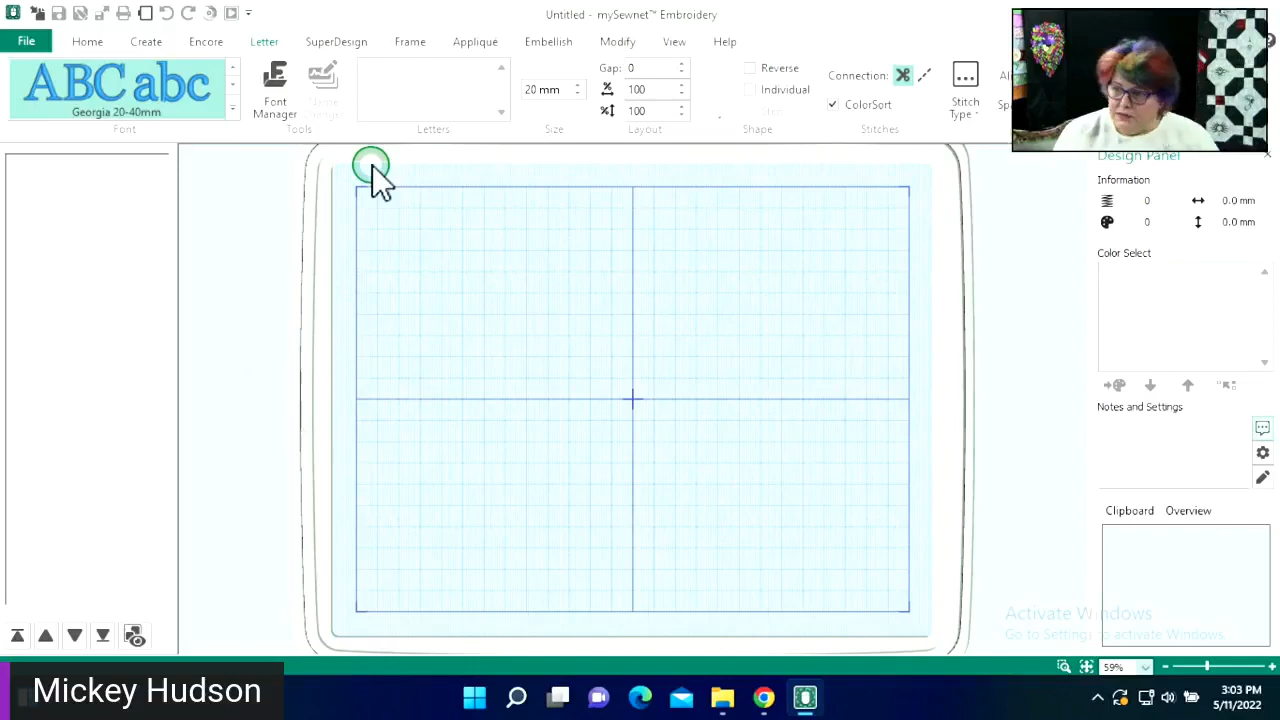 Untitled - mySewnet™ Embroidery
File Home Create Encore Letter SuperDesign Frame Appliqué Embellish Modify View Help
ABC abc
Georgia 20-40mm
Font
Font Manager
Tools
Letters
20 mm
Size
Gap: 0
100
100
Layout
Reverse
Individual
Shape
Connection:
ColorSort
Stitch Type
Stitches
Design Panel
Information
0 0.0 mm
0 0.0 mm
Color Select
Notes and Settings
Clipboard Overview
Activate Windows
Go to Settings to activate Windows.
59%
Mickey Hudson
3:03 PM
5/11/2022